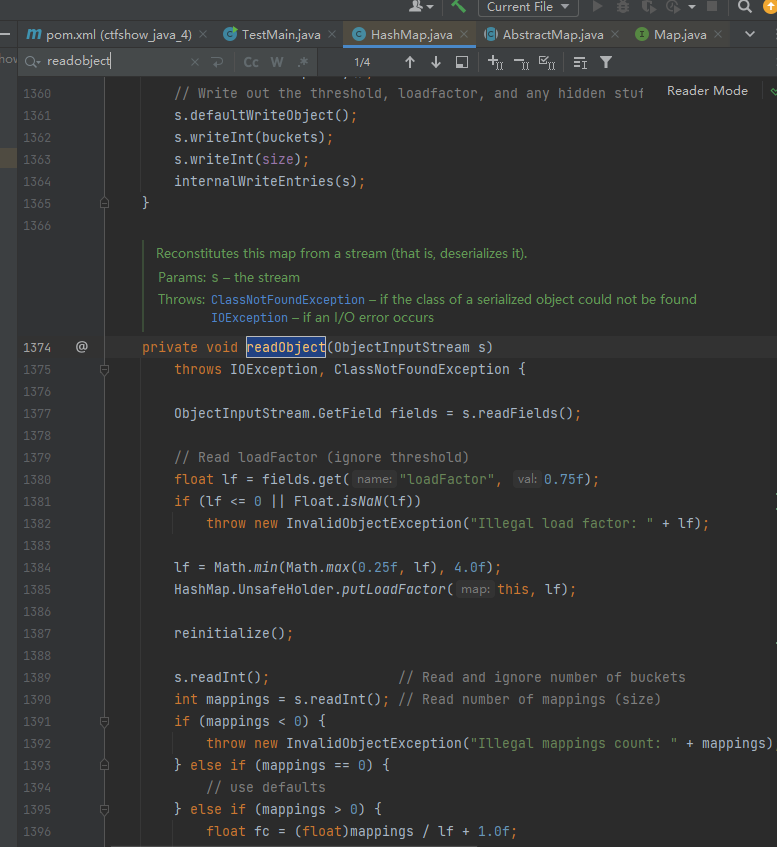 Current File
pom.xml (ctfshow_java_4)
TestMain.java
HashMap.java
AbstractMap.java
Map.java
readobject
Cc
W
.*
1/4
Reader Mode
1360 // Write out the threshold, loadfactor, and any hidden stuf
1361 s.defaultWriteObject();
1362 s.writeInt(buckets);
1363 s.writeInt(size);
1364 internalWriteEntries(s);
1365 }
1366
Reconstitutes this map from a stream (that is, deserializes it).
Params: s – the stream
Throws: ClassNotFoundException – if the class of a serialized object could not be found
IOException – if an I/O error occurs
1374 @ private void readObject(ObjectInputStream s)
1375 throws IOException, ClassNotFoundException {
1376
1377 ObjectInputStream.GetField fields = s.readFields();
1378
1379 // Read loadFactor (ignore threshold)
1380 float lf = fields.get( name: "loadFactor", val: 0.75f);
1381 if (lf <= 0 || Float.isNaN(lf))
1382 throw new InvalidObjectException("Illegal load factor: " + lf);
1383
1384 lf = Math.min(Math.max(0.25f, lf), 4.0f);
1385 HashMap.UnsafeHolder.putLoadFactor( map: this, lf);
1386
1387 reinitialize();
1388
1389 s.readInt(); // Read and ignore number of buckets
1390 int mappings = s.readInt(); // Read number of mappings (size)
1391 if (mappings < 0) {
1392 throw new InvalidObjectException("Illegal mappings count: " + mappings)
1393 } else if (mappings == 0) {
1394 // use defaults
1395 } else if (mappings > 0) {
1396 float fc = (float)mappings / lf + 1.0f;